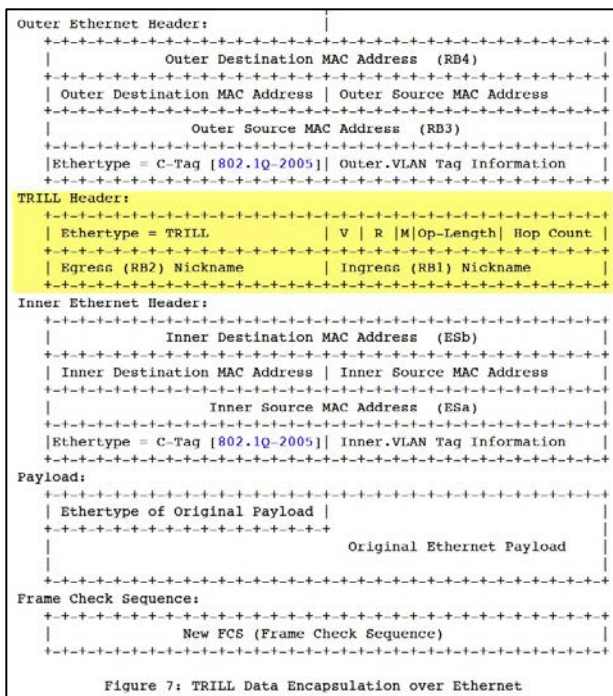 Outer Ethernet Header: |
+-+-+-+-+-+-+-+-+-+-+-+-+-+-+-+-+-+-+-+-+-+-+-+-+-+-+-+-+-+-+-+-+
| Outer Destination MAC Address (RB4) |
+-+-+-+-+-+-+-+-+-+-+-+-+-+-+-+-+-+-+-+-+-+-+-+-+-+-+-+-+-+-+-+-+
| Outer Destination MAC Address | Outer Source MAC Address
+-+-+-+-+-+-+-+-+-+-+-+-+-+-+-+-+-+-+-+-+-+-+-+-+-+-+-+-+-+-+-+-+
| Outer Source MAC Address (RB3) |
+-+-+-+-+-+-+-+-+-+-+-+-+-+-+-+-+-+-+-+-+-+-+-+-+-+-+-+-+-+-+-+-+
|Ethertype = C-Tag [802.1Q-2005]| Outer.VLAN Tag Information |
TRILL Header:
+-+-+-+-+-+-+-+-+-+-+-+-+-+-+-+-+-+-+-+-+-+-+-+-+-+-+-+-+-+-+-+-+
| Ethertype = TRILL | V | R |M|Op-Length| Hop Count |
+-+-+-+-+-+-+-+-+-+-+-+-+-+-+-+-+-+-+-+-+-+-+-+-+-+-+-+-+-+-+-+-+
| Egress (RB2) Nickname | Ingress (RB1) Nickname |
+-+-+-+-+-+-+-+-+-+-+-+-+-+-+-+-+-+-+-+-+-+-+-+-+-+-+-+-+-+-+-+-+
Inner Ethernet Header:
+-+-+-+-+-+-+-+-+-+-+-+-+-+-+-+-+-+-+-+-+-+-+-+-+-+-+-+-+-+-+-+-+
| Inner Destination MAC Address (ESb) |
+-+-+-+-+-+-+-+-+-+-+-+-+-+-+-+-+-+-+-+-+-+-+-+-+-+-+-+-+-+-+-+-+
| Inner Destination MAC Address | Inner Source MAC Address |
+-+-+-+-+-+-+-+-+-+-+-+-+-+-+-+-+-+-+-+-+-+-+-+-+-+-+-+-+-+-+-+-+
| Inner Source MAC Address (ESa) |
+-+-+-+-+-+-+-+-+-+-+-+-+-+-+-+-+-+-+-+-+-+-+-+-+-+-+-+-+-+-+-+-+
|Ethertype = C-Tag [802.1Q-2005]| Inner.VLAN Tag Information |
Payload:
+-+-+-+-+-+-+-+-+-+-+-+-+-+-+-+-+-+-+-+-+-+-+-+-+-+-+-+-+-+-+-+-+
| Ethertype of Original Payload | |
+-+-+-+-+-+-+-+-+-+-+-+-+-+-+-+-+ |
| Original Ethernet Payload |
| |
+-+-+-+-+-+-+-+-+-+-+-+-+-+-+-+-+-+-+-+-+-+-+-+-+-+-+-+-+-+-+-+-+
Frame Check Sequence:
+-+-+-+-+-+-+-+-+-+-+-+-+-+-+-+-+-+-+-+-+-+-+-+-+-+-+-+-+-+-+-+-+
| New FCS (Frame Check Sequence) |
+-+-+-+-+-+-+-+-+-+-+-+-+-+-+-+-+-+-+-+-+-+-+-+-+-+-+-+-+-+-+-+-+
Figure 7: TRILL Data Encapsulation over Ethernet